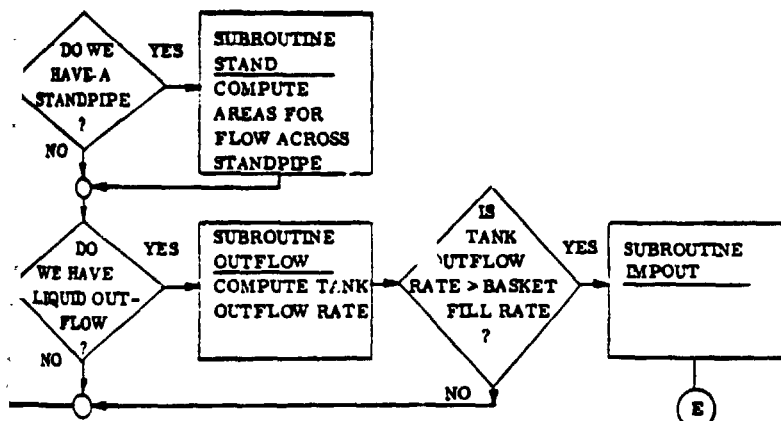 DO WE
HAVE A
STANDPIPE
?
YES
NO
SUBROUTINE
STAND
COMPUTE
AREAS FOR
FLOW ACROSS
STANDPIPE
DO
WE HAVE
LIQUID OUT-
FLOW
?
YES
NO
SUBROUTINE
OUTFLOW
COMPUTE TANK
OUTFLOW RATE
IS
TANK
OUTFLOW
RATE > BASKET
FILL RATE
?
YES
NO
SUBROUTINE
IMPOUT
E